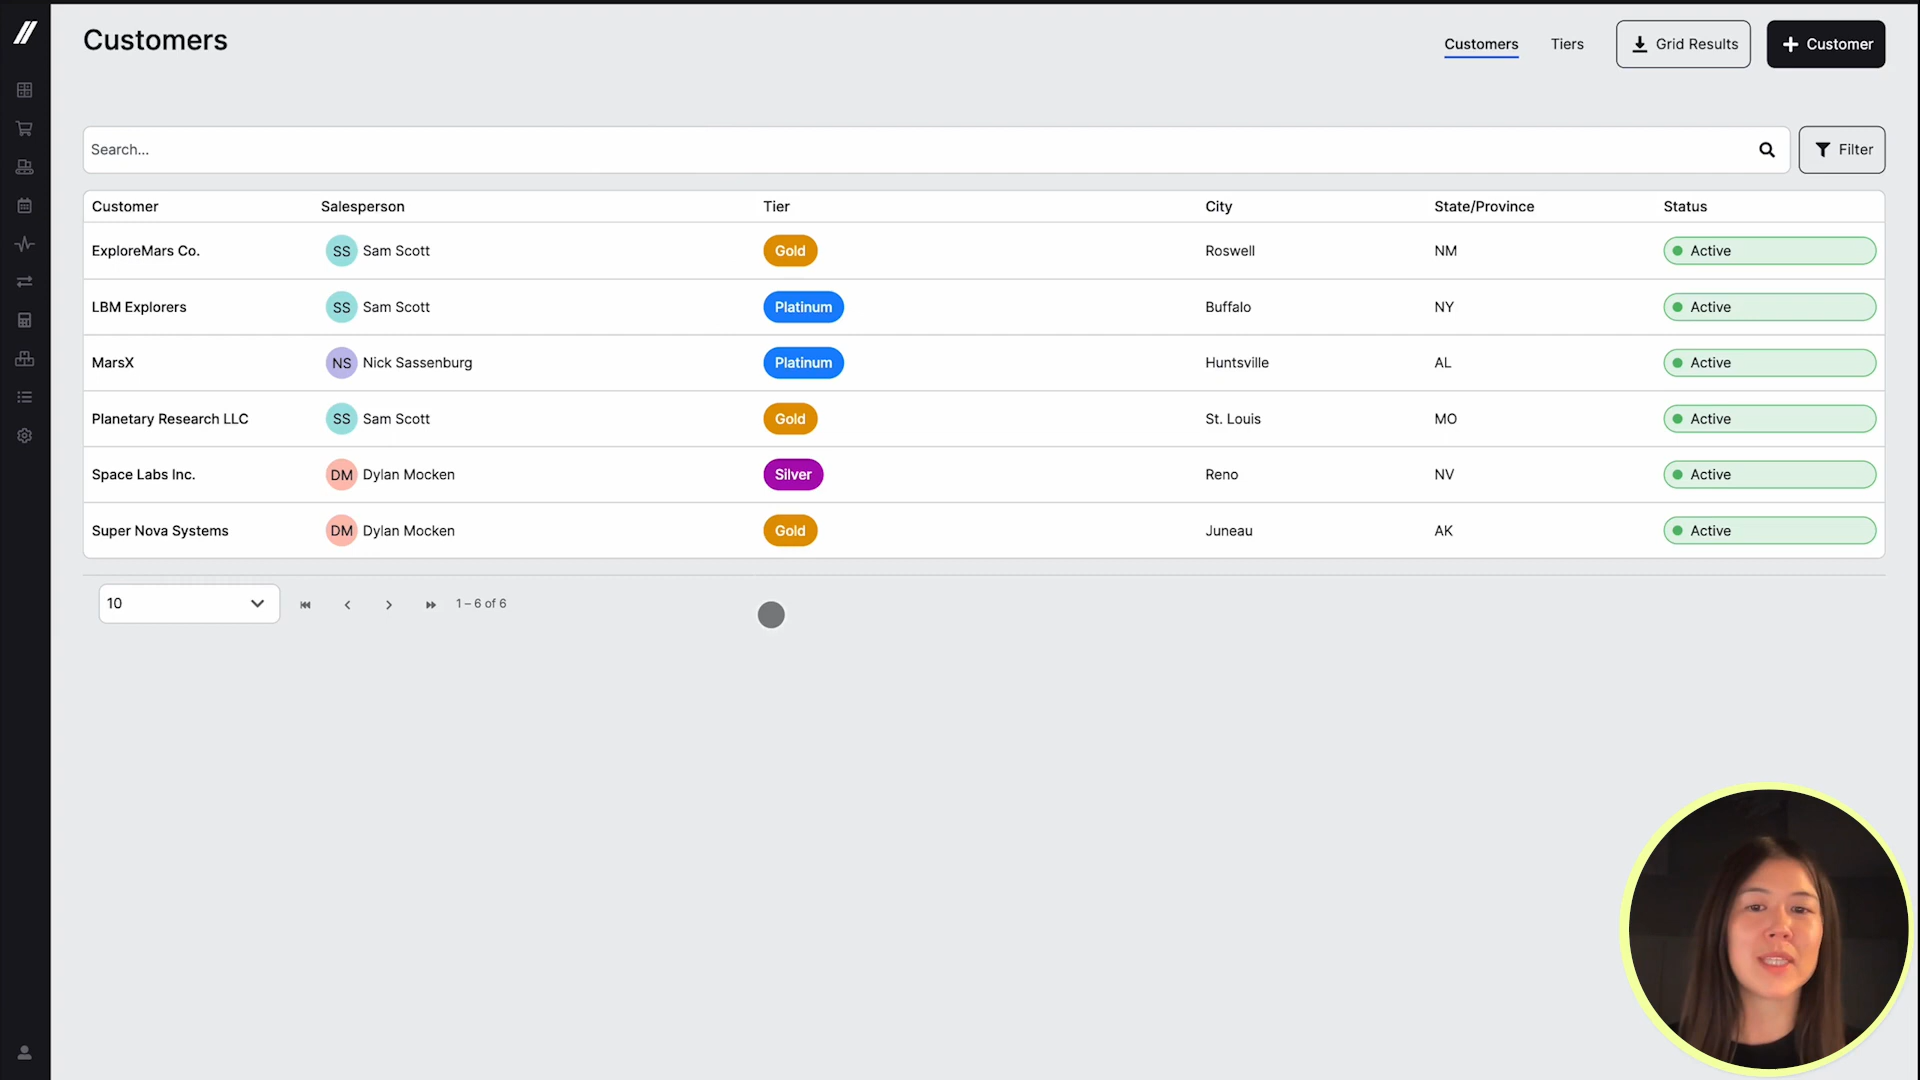 Customers
Customers Tiers Grid Results Customer
Search... Filter
Customer Salesperson Tier City State/Province Status
ExploreMars Co. SS Sam Scott Gold Roswell NM Active
LBM Explorers SS Sam Scott Platinum Buffalo NY Active
MarsX NS Nick Sassenburg Platinum Huntsville AL Active
Planetary Research LLC SS Sam Scott Gold St. Louis MO Active
Space Labs Inc. DM Dylan Mocken Silver Reno NV Active
Super Nova Systems DM Dylan Mocken Gold Juneau AK Active
10 1 – 6 of 6